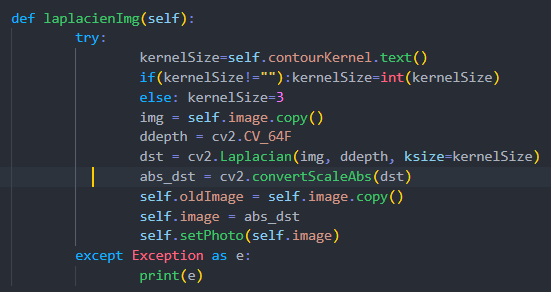 def laplacienImg(self):
try:
kernelSize=self.contourKernel.text()
if(kernelSize!=""):kernelSize=int(kernelSize)
else: kernelSize=3
img = self.image.copy()
ddepth = cv2.CV_64F
dst = cv2.Laplacian(img, ddepth, ksize=kernelSize)
abs_dst = cv2.convertScaleAbs(dst)
self.oldImage = self.image.copy()
self.image = abs_dst
self.setPhoto(self.image)
except Exception as e:
print(e)